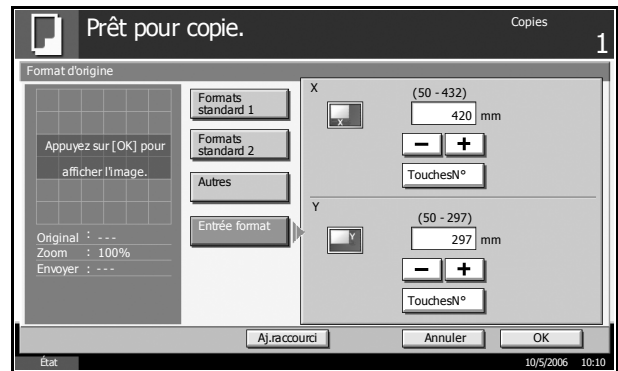 Prêt pour copie.
Copies
1
Format d'origine
Appuyez sur [OK] pour
afficher l'image.
Original : ---
Zoom : 100%
Envoyer : ---
Formats
standard 1
Formats
standard 2
Autres
Entrée format
X
(50 - 432)
X
420 mm
− +
TouchesN°
Y
(50 - 297)
Y
297 mm
− +
TouchesN°
Aj.raccourci
Annuler
OK
État
10/5/2006 10:10